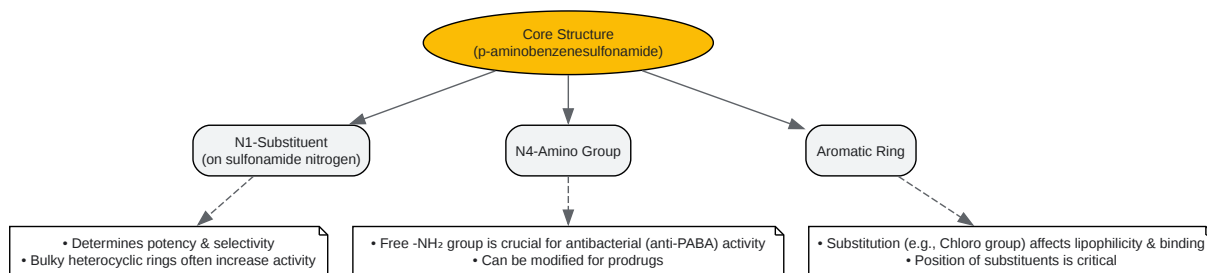 Core Structure
(p-aminobenzenesulfonamide)
N1-Substituent
(on sulfonamide nitrogen)
N4-Amino Group
Aromatic Ring
• Determines potency & selectivity
• Bulky heterocyclic rings often increase activity
• Free -NH₂ group is crucial for antibacterial (anti-PABA) activity
• Can be modified for prodrugs
• Substitution (e.g., Chloro group) affects lipophilicity & binding
• Position of substituents is critical